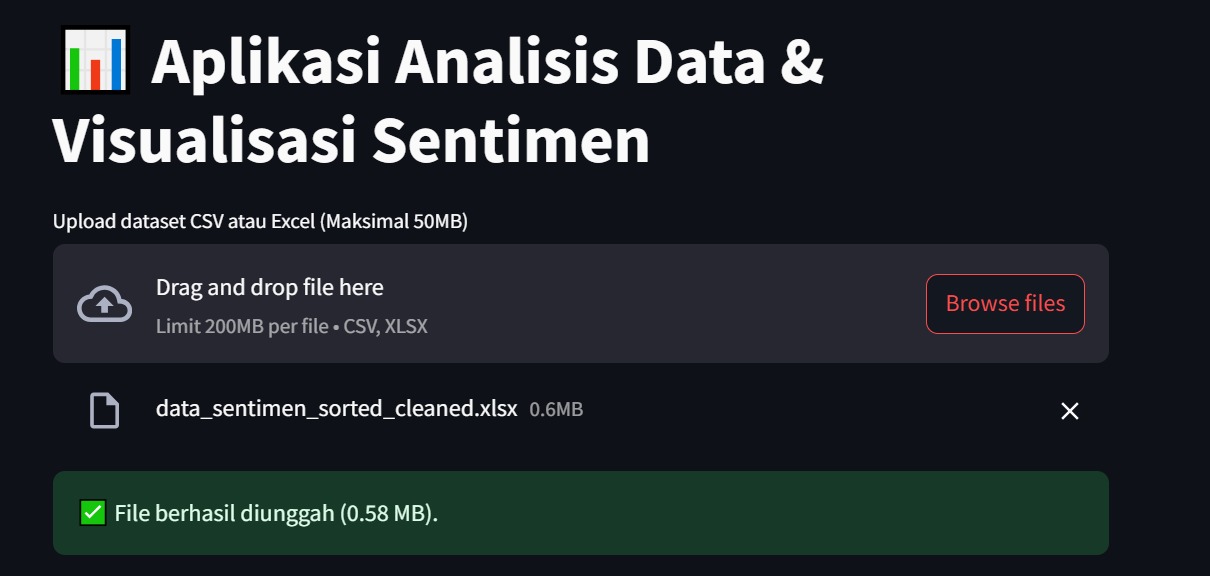 Aplikasi Analisis Data &
Visualisasi Sentimen
Upload dataset CSV atau Excel (Maksimal 50MB)
Drag and drop file here
Browse files
Limit 200MB per file • CSV, XLSX
data_sentimen_sorted_cleaned.xlsx 0.6MB
File berhasil diunggah (0.58 MB).